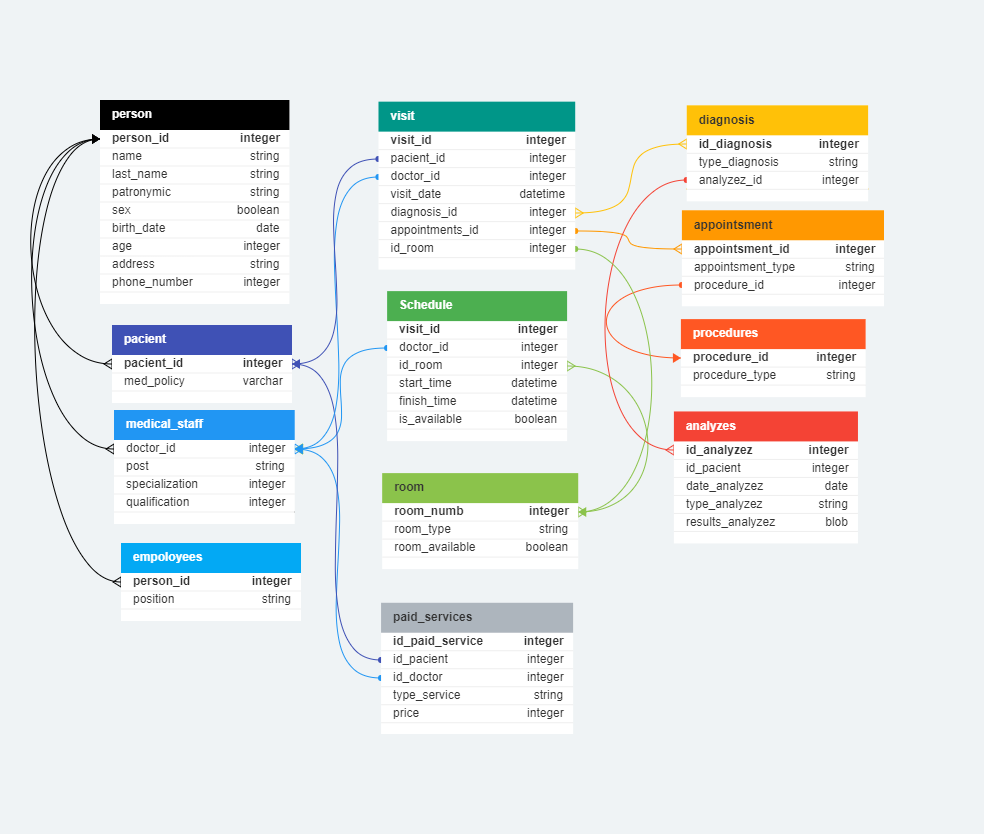 person
person_id integer
name string
last_name string
patronymic string
sex boolean
birth_date date
age integer
address string
phone_number integer
pacient
pacient_id integer
med_policy varchar
medical_staff
doctor_id integer
post string
specialization integer
qualification integer
empoloyees
person_id integer
position string
visit
visit_id integer
pacient_id integer
doctor_id integer
visit_date datetime
diagnosis_id integer
appointments_id integer
id_room integer
Schedule
visit_id integer
doctor_id integer
id_room integer
start_time datetime
finish_time datetime
is_available boolean
room
room_numb integer
room_type string
room_available boolean
paid_services
id_paid_service integer
id_pacient integer
id_doctor integer
type_service string
price integer
diagnosis
id_diagnosis integer
type_diagnosis string
analyzez_id integer
appointsment
appointsment_id integer
appointsment_type string
procedure_id integer
procedures
procedure_id integer
procedure_type string
analyzes
id_analyzez integer
id_pacient integer
date_analyzez date
type_analyzez string
results_analyzez blob